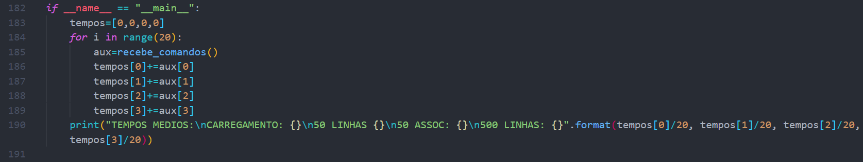 182 if __name__ == "__main__":
183 tempos=[0,0,0,0]
184 for i in range(20):
185 aux=recebe_comandos()
186 tempos[0]+=aux[0]
187 tempos[1]+=aux[1]
188 tempos[2]+=aux[2]
189 tempos[3]+=aux[3]
190 print("TEMPOS MEDIOS:\nCARREGAMENTO: {}\n50 LINHAS {}\n50 ASSOC: {}\n500 LINHAS: {}".format(tempos[0]/20, tempos[1]/20, tempos[2]/20,
tempos[3]/20))
191